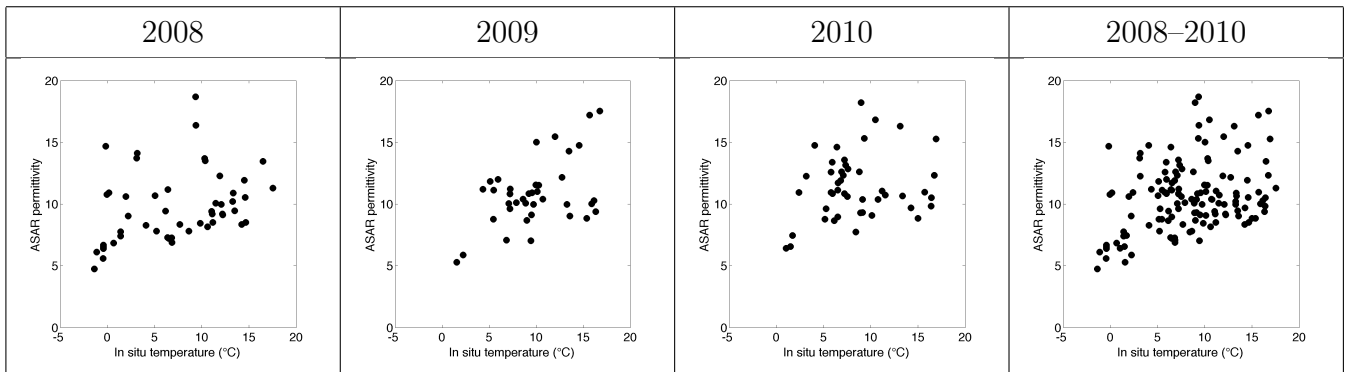 2008 2009 2010 2008–2010
20 20 20 20
15 15 15 15
10 10 10 10
5 5 5 5
0 0 0 0
ASAR permittivity ASAR permittivity ASAR permittivity ASAR permittivity
-5 0 5 10 15 20 -5 0 5 10 15 20 -5 0 5 10 15 20 -5 0 5 10 15 20
In situ temperature (°C) In situ temperature (°C) In situ temperature (°C) In situ temperature (°C)